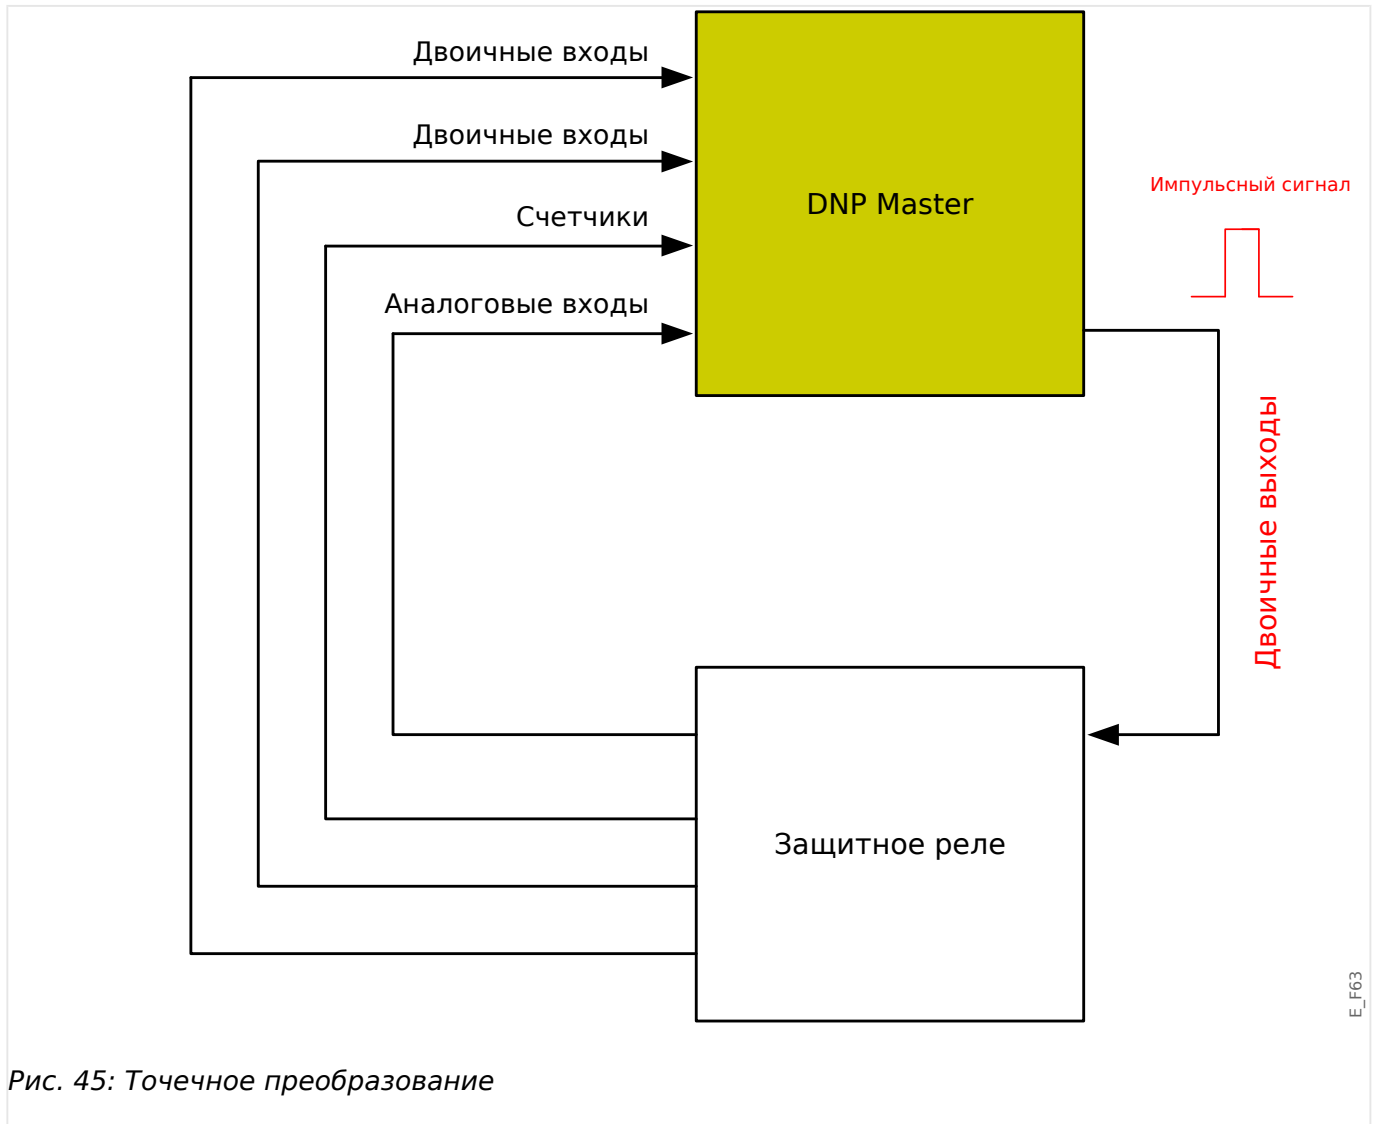 Двоичные входы
Двоичные входы
Счетчики
Аналоговые входы
DNP Master
Импульсный сигнал
Двоичные выходы
Защитное реле
E_F63
Рис. 45: Точечное преобразование